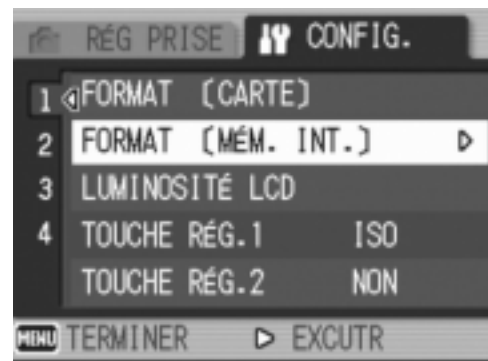 RÉG PRISE CONFIG.
1 FORMAT [CARTE]
2 FORMAT [MÉM. INT.]
3 LUMINOSITÉ LCD
4 TOUCHE RÉG.1 ISO
TOUCHE RÉG.2 NON
MENU TERMINER EXCUTR